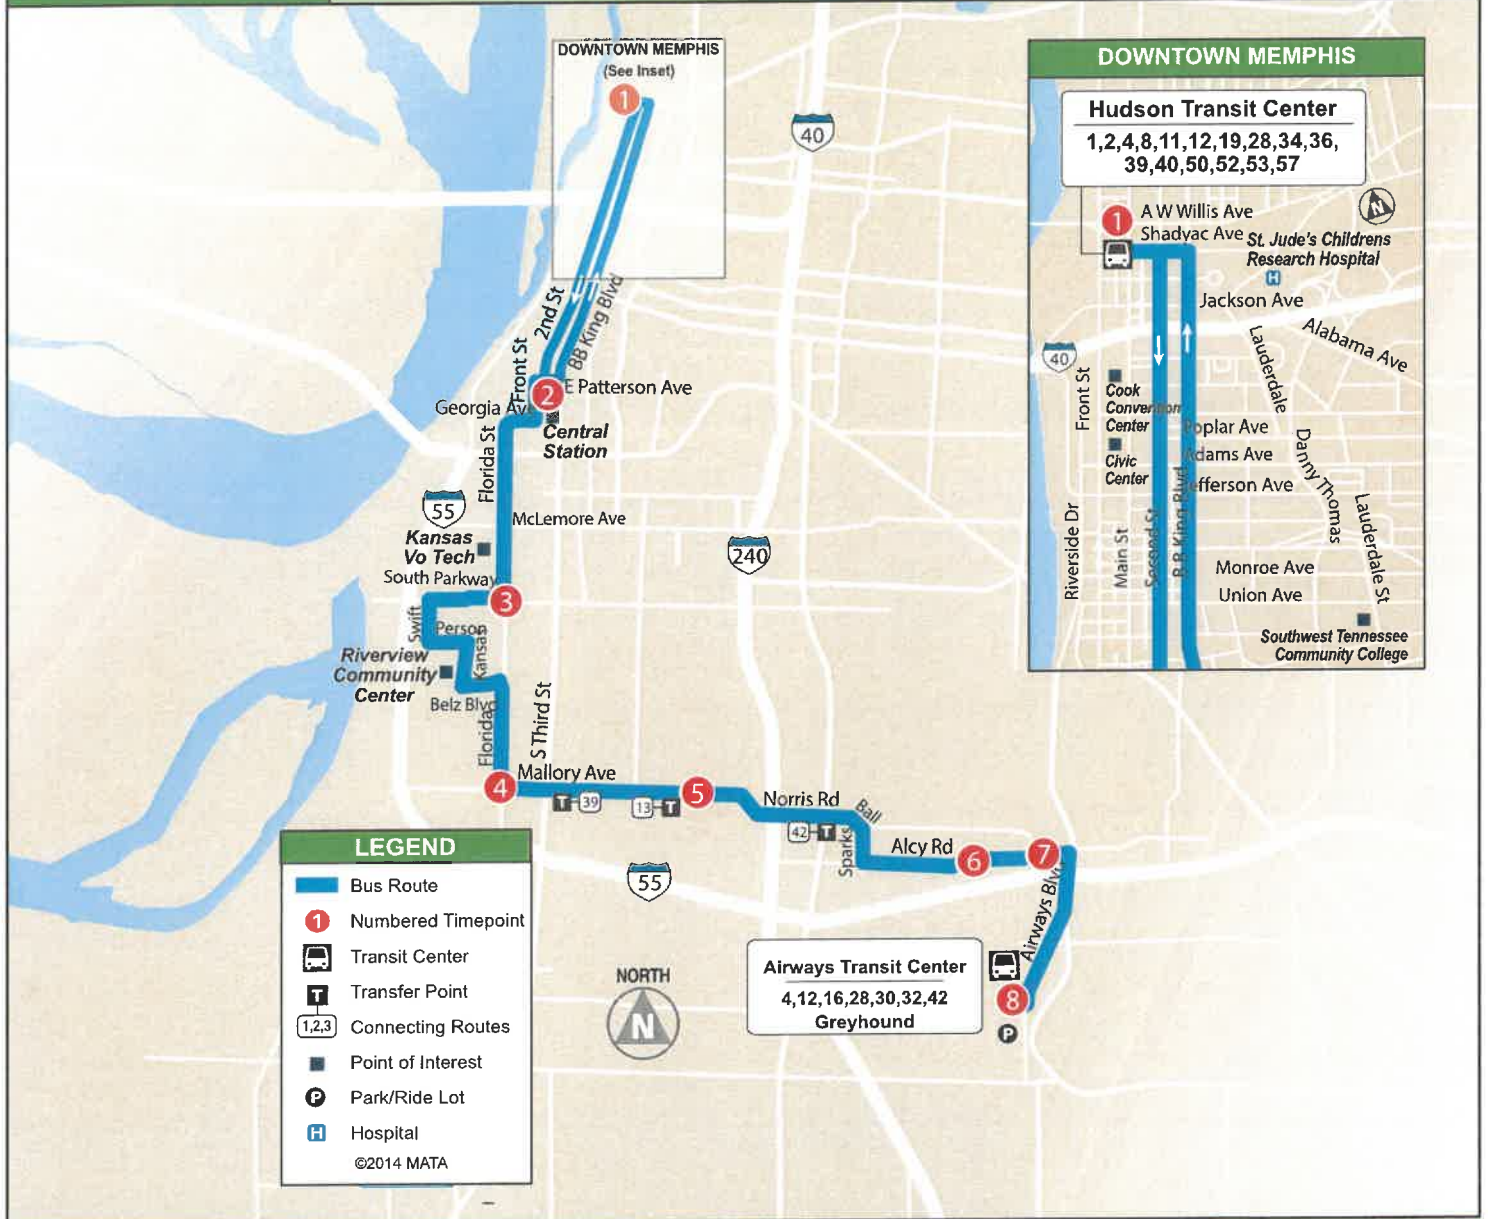 DOWNTOWN MEMPHIS
(See Inset)
1
40
2nd St
BB King Blvd
Front St
2
E Patterson Ave
Georgia Ave
Central
Station
Florida St
55
McLemore Ave
Kansas
Vo Tech
South Parkway
3
240
Swift
Person
Kansas
Riverview
Community
Center
Belz Blvd
Florida
S Third St
4
Mallory Ave
T
39
13
T
5
Norris Rd
Ball
42
T
Sparks
Alcy Rd
6
7
Airways Blvd
55
Airways Transit Center
4,12,16,28,30,32,42
Greyhound
8
P
NORTH
N
LEGEND
Bus Route
1 Numbered Timepoint
Transit Center
T Transfer Point
1,2,3 Connecting Routes
Point of Interest
P Park/Ride Lot
H Hospital
©2014 MATA
DOWNTOWN MEMPHIS
Hudson Transit Center
1,2,4,8,11,12,19,28,34,36,
39,40,50,52,53,57
N
1
A W Willis Ave
Shadyac Ave
St. Jude's Childrens
Research Hospital
H
Jackson Ave
Alabama Ave
40
Lauderdale
Front St
Cook
Convention
Center
Poplar Ave
Adams Ave
Civic
Center
Jefferson Ave
Danny Thomas
Riverside Dr
Main St
Second St
B.B King Blvd
Lauderdale St
Monroe Ave
Union Ave
Southwest Tennessee
Community College